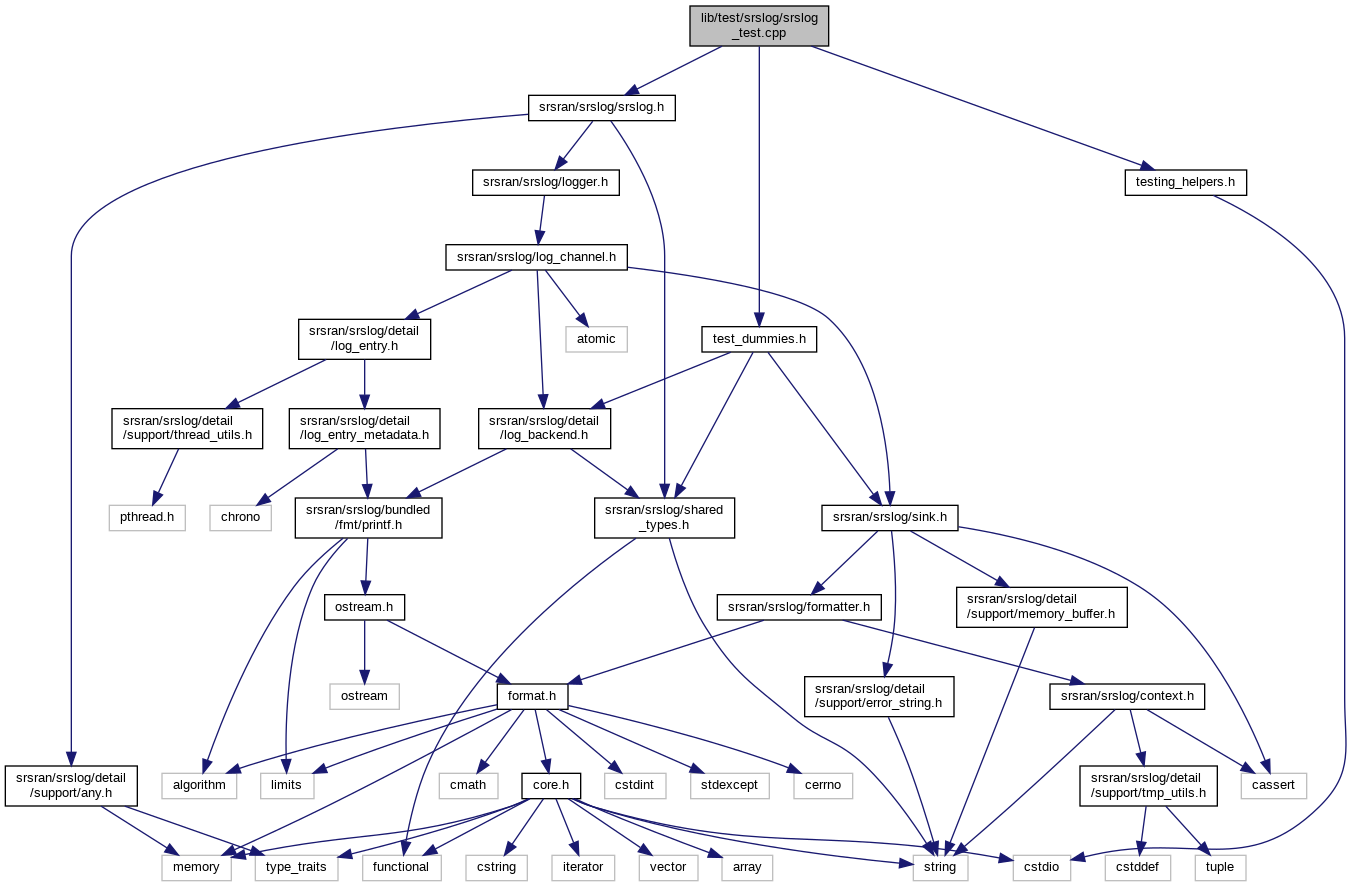 lib/test/srslog/srslog
_test.cpp
srsran/srslog/srslog.h
srsran/srslog/logger.h
testing_helpers.h
srsran/srslog/log_channel.h
srsran/srslog/detail
/log_entry.h
atomic
test_dummies.h
srsran/srslog/detail
/support/thread_utils.h
srsran/srslog/detail
/log_entry_metadata.h
srsran/srslog/detail
/log_backend.h
pthread.h
chrono
srsran/srslog/bundled
/fmt/printf.h
srsran/srslog/shared
_types.h
srsran/srslog/sink.h
ostream.h
srsran/srslog/formatter.h
srsran/srslog/detail
/support/memory_buffer.h
ostream
format.h
srsran/srslog/detail
/support/error_string.h
srsran/srslog/context.h
srsran/srslog/detail
/support/any.h
algorithm
limits
cmath
core.h
cstdint
stdexcept
cerrno
srsran/srslog/detail
/support/tmp_utils.h
cassert
memory
type_traits
functional
cstring
iterator
vector
array
string
cstdio
cstddef
tuple